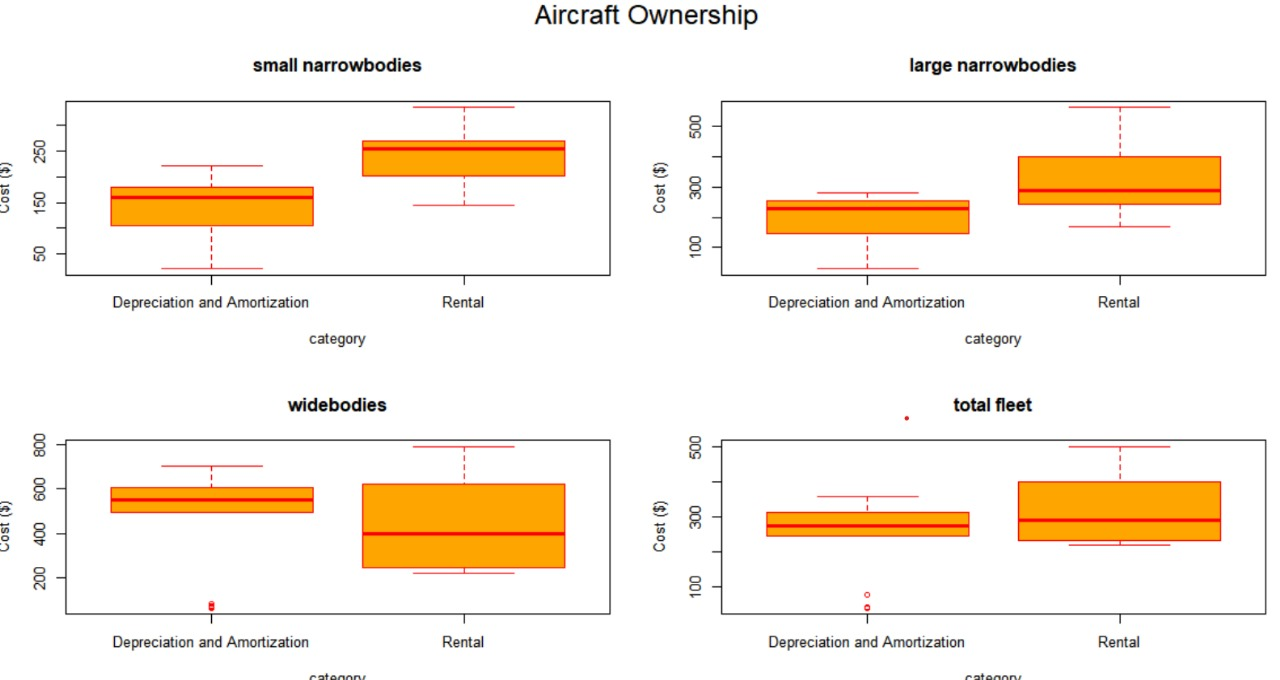 Aircraft Ownership
small narrowbodies
large narrowbodies
Cost ($)
250
150
50
Depreciation and Amortization Rental
category
Cost ($)
500
300
100
Depreciation and Amortization Rental
category
widebodies
total fleet
Cost ($)
800
600
400
200
Depreciation and Amortization Rental
category
Cost ($)
500
300
100
Depreciation and Amortization Rental
category